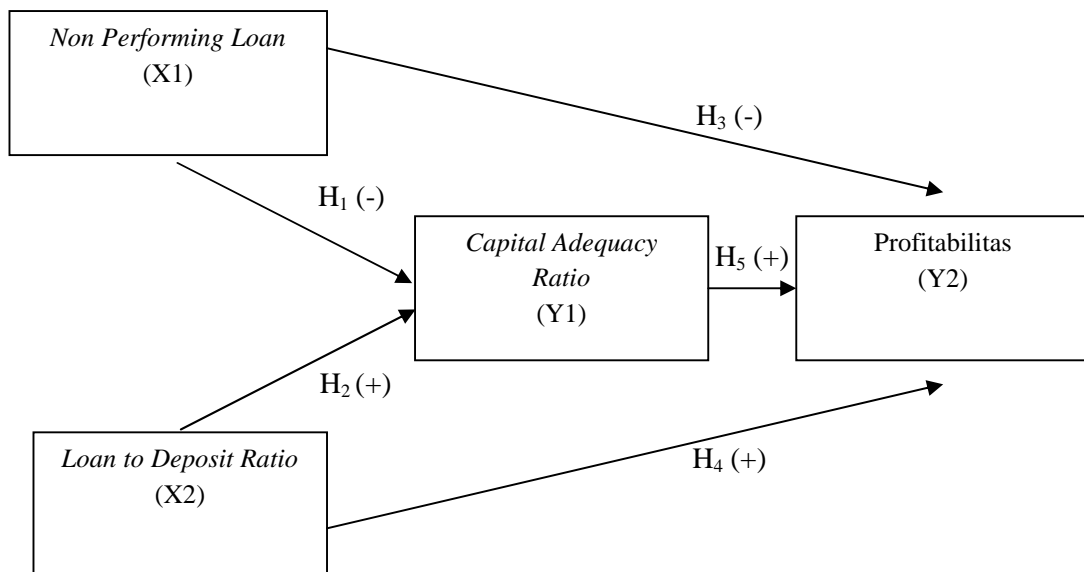 Non Performing Loan
(X1)
H₃ (-)
H₁ (-)
Capital Adequacy
Ratio
(Y1)
H₅ (+)
Profitabilitas
(Y2)
H₂ (+)
Loan to Deposit Ratio
(X2)
H₄ (+)